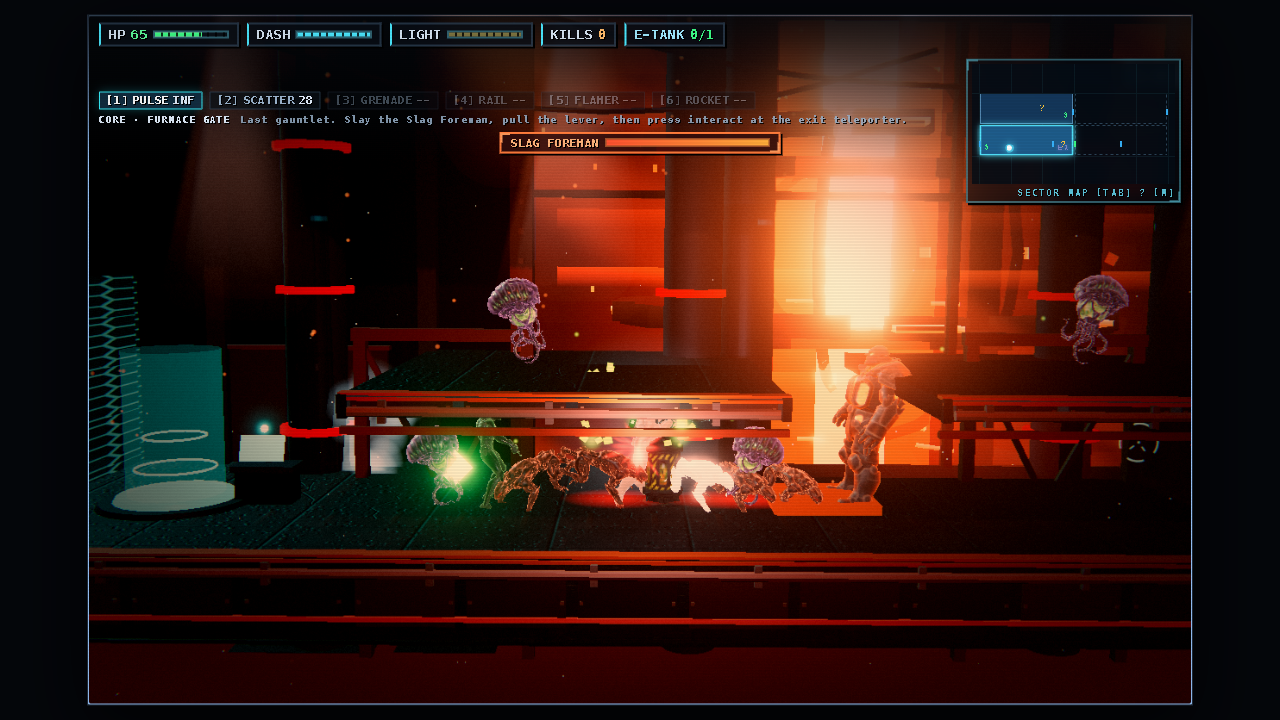 HP 65 DASH LIGHT KILLS 0 E-TANK 0/1
[1] PULSE INF [2] SCATTER 28 [3] GRENADE -- [4] RAIL -- [5] FLAMER -- [6] ROCKET --
CORE · FURNACE GATE Last gauntlet. Slay the Slag Foreman, pull the lever, then press interact at the exit teleporter.
SLAG FOREMAN
?
3
3
SECTOR MAP [TAB] ? [M]